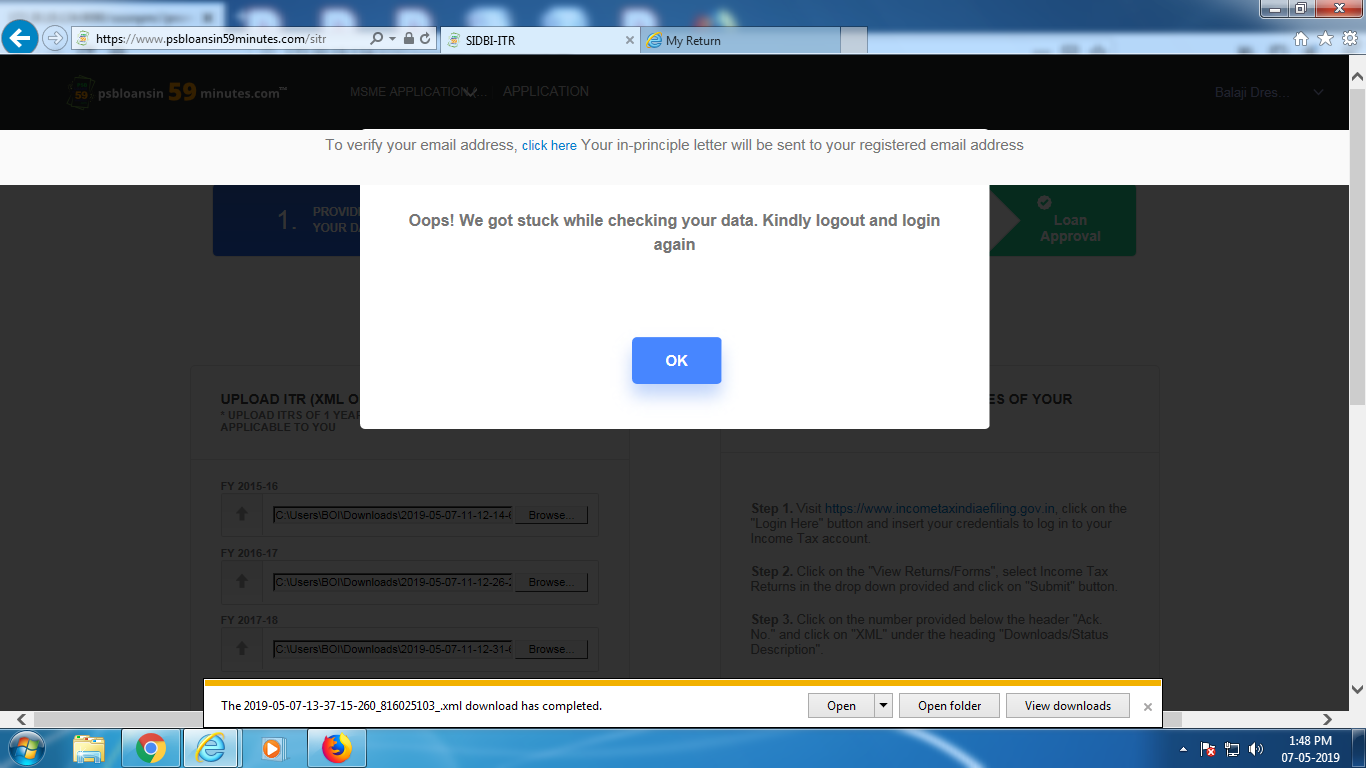 https://www.psbloansin59minutes.com/sitr
SIDBI-ITR
My Return
59 psbloansin 59 minutes.com™
MSME APPLICATION...
APPLICATION
Balaji Dres...
To verify your email address, click here Your in-principle letter will be sent to your registered email address
1. PROVID
YOUR DA
Oops! We got stuck while checking your data. Kindly logout and login
again
OK
Loan
Approval
UPLOAD ITR (XML O
* UPLOAD ITRS OF 1 YEAR
APPLICABLE TO YOU
FY 2015-16
C:\Users\BOI\Downloads\2019-05-07-11-12-14-
Browse...
FY 2016-17
C:\Users\BOI\Downloads\2019-05-07-11-12-26-
Browse...
FY 2017-18
C:\Users\BOI\Downloads\2019-05-07-11-12-31-
Browse...
ES OF YOUR
Step 1. Visit https://www.incometaxindiaefiling.gov.in, click on the
"Login Here" button and insert your credentials to log in to your
Income Tax account.
Step 2. Click on the "View Returns/Forms", select Income Tax
Returns in the drop down provided and click on "Submit" button.
Step 3. Click on the number provided below the header "Ack.
No." and click on "XML" under the heading "Downloads/Status
Description".
The 2019-05-07-13-37-15-260_816025103_.xml download has completed.
Open
Open folder
View downloads
1:48 PM
07-05-2019